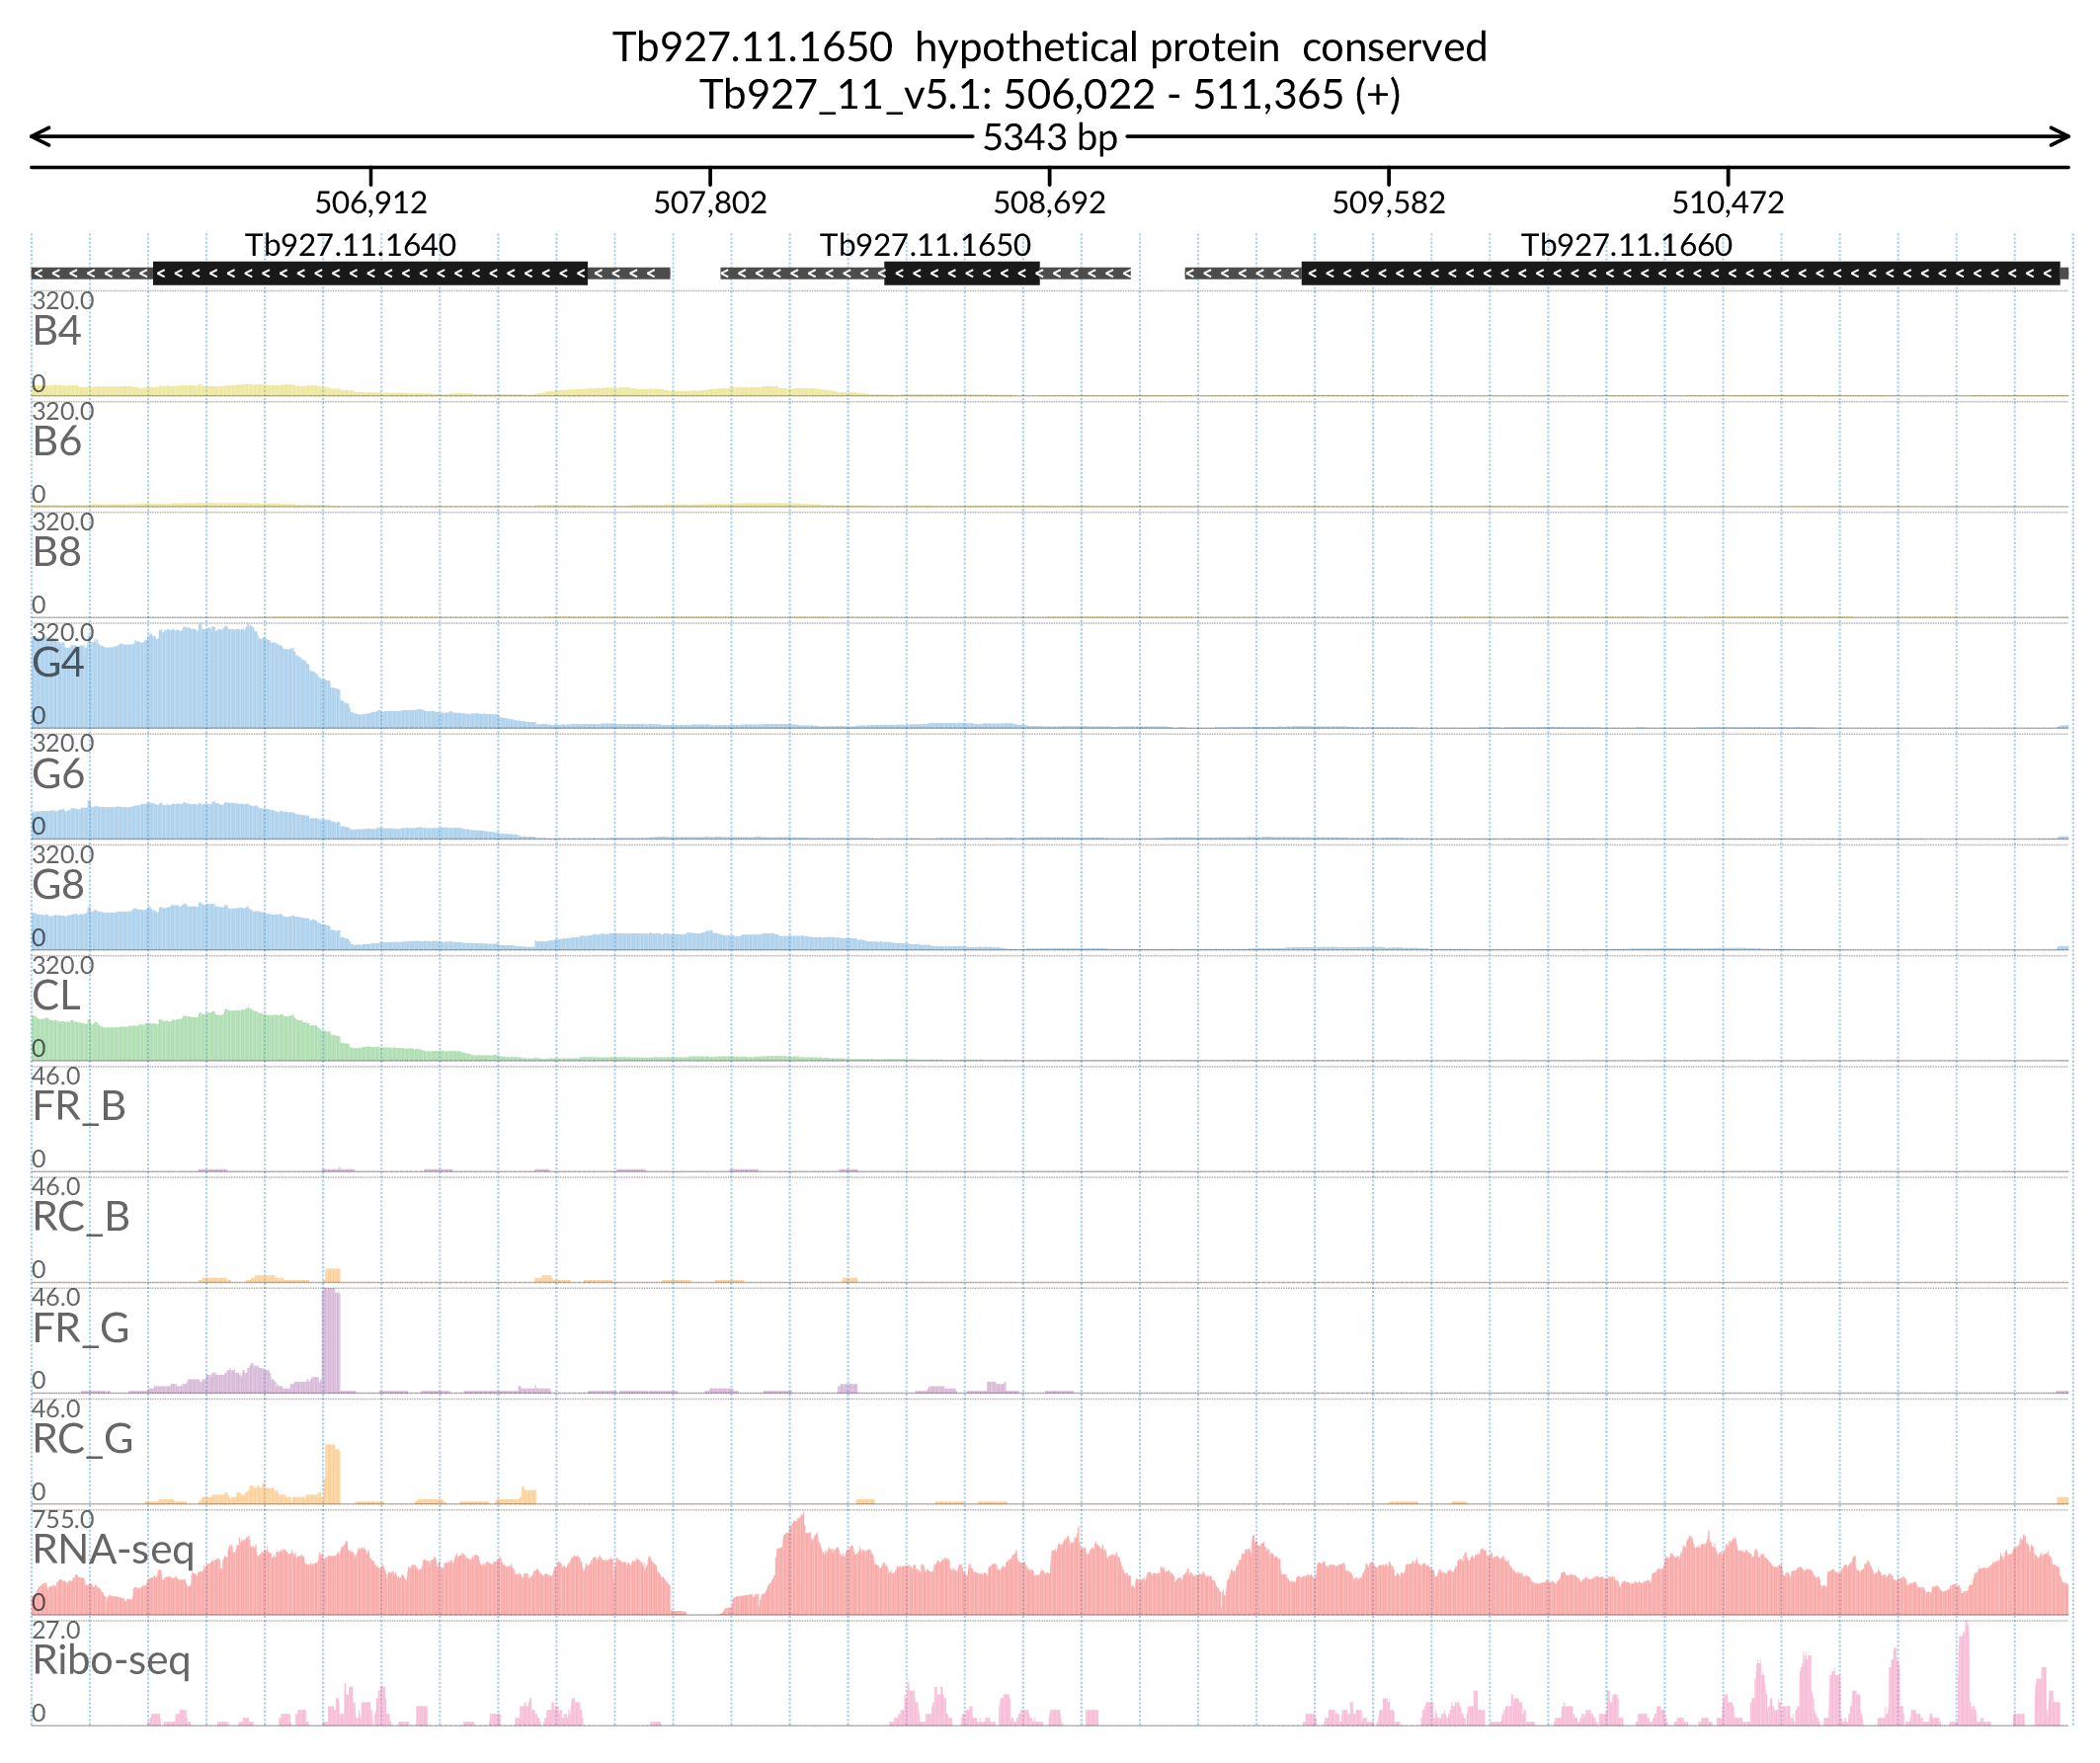 Tb927.11.1650  hypothetical protein  conserved
Tb927_11_v5.1: 506,022 - 511,365 (+)
5343 bp
506,912 507,802 508,692 509,582 510,472
Tb927.11.1640 Tb927.11.1650 Tb927.11.1660
320.0
B4
0
320.0
B6
0
320.0
B8
0
320.0
G4
0
320.0
G6
0
320.0
G8
0
320.0
CL
0
46.0
FR_B
0
46.0
RC_B
0
46.0
FR_G
0
46.0
RC_G
0
755.0
RNA-seq
0
27.0
Ribo-seq
0